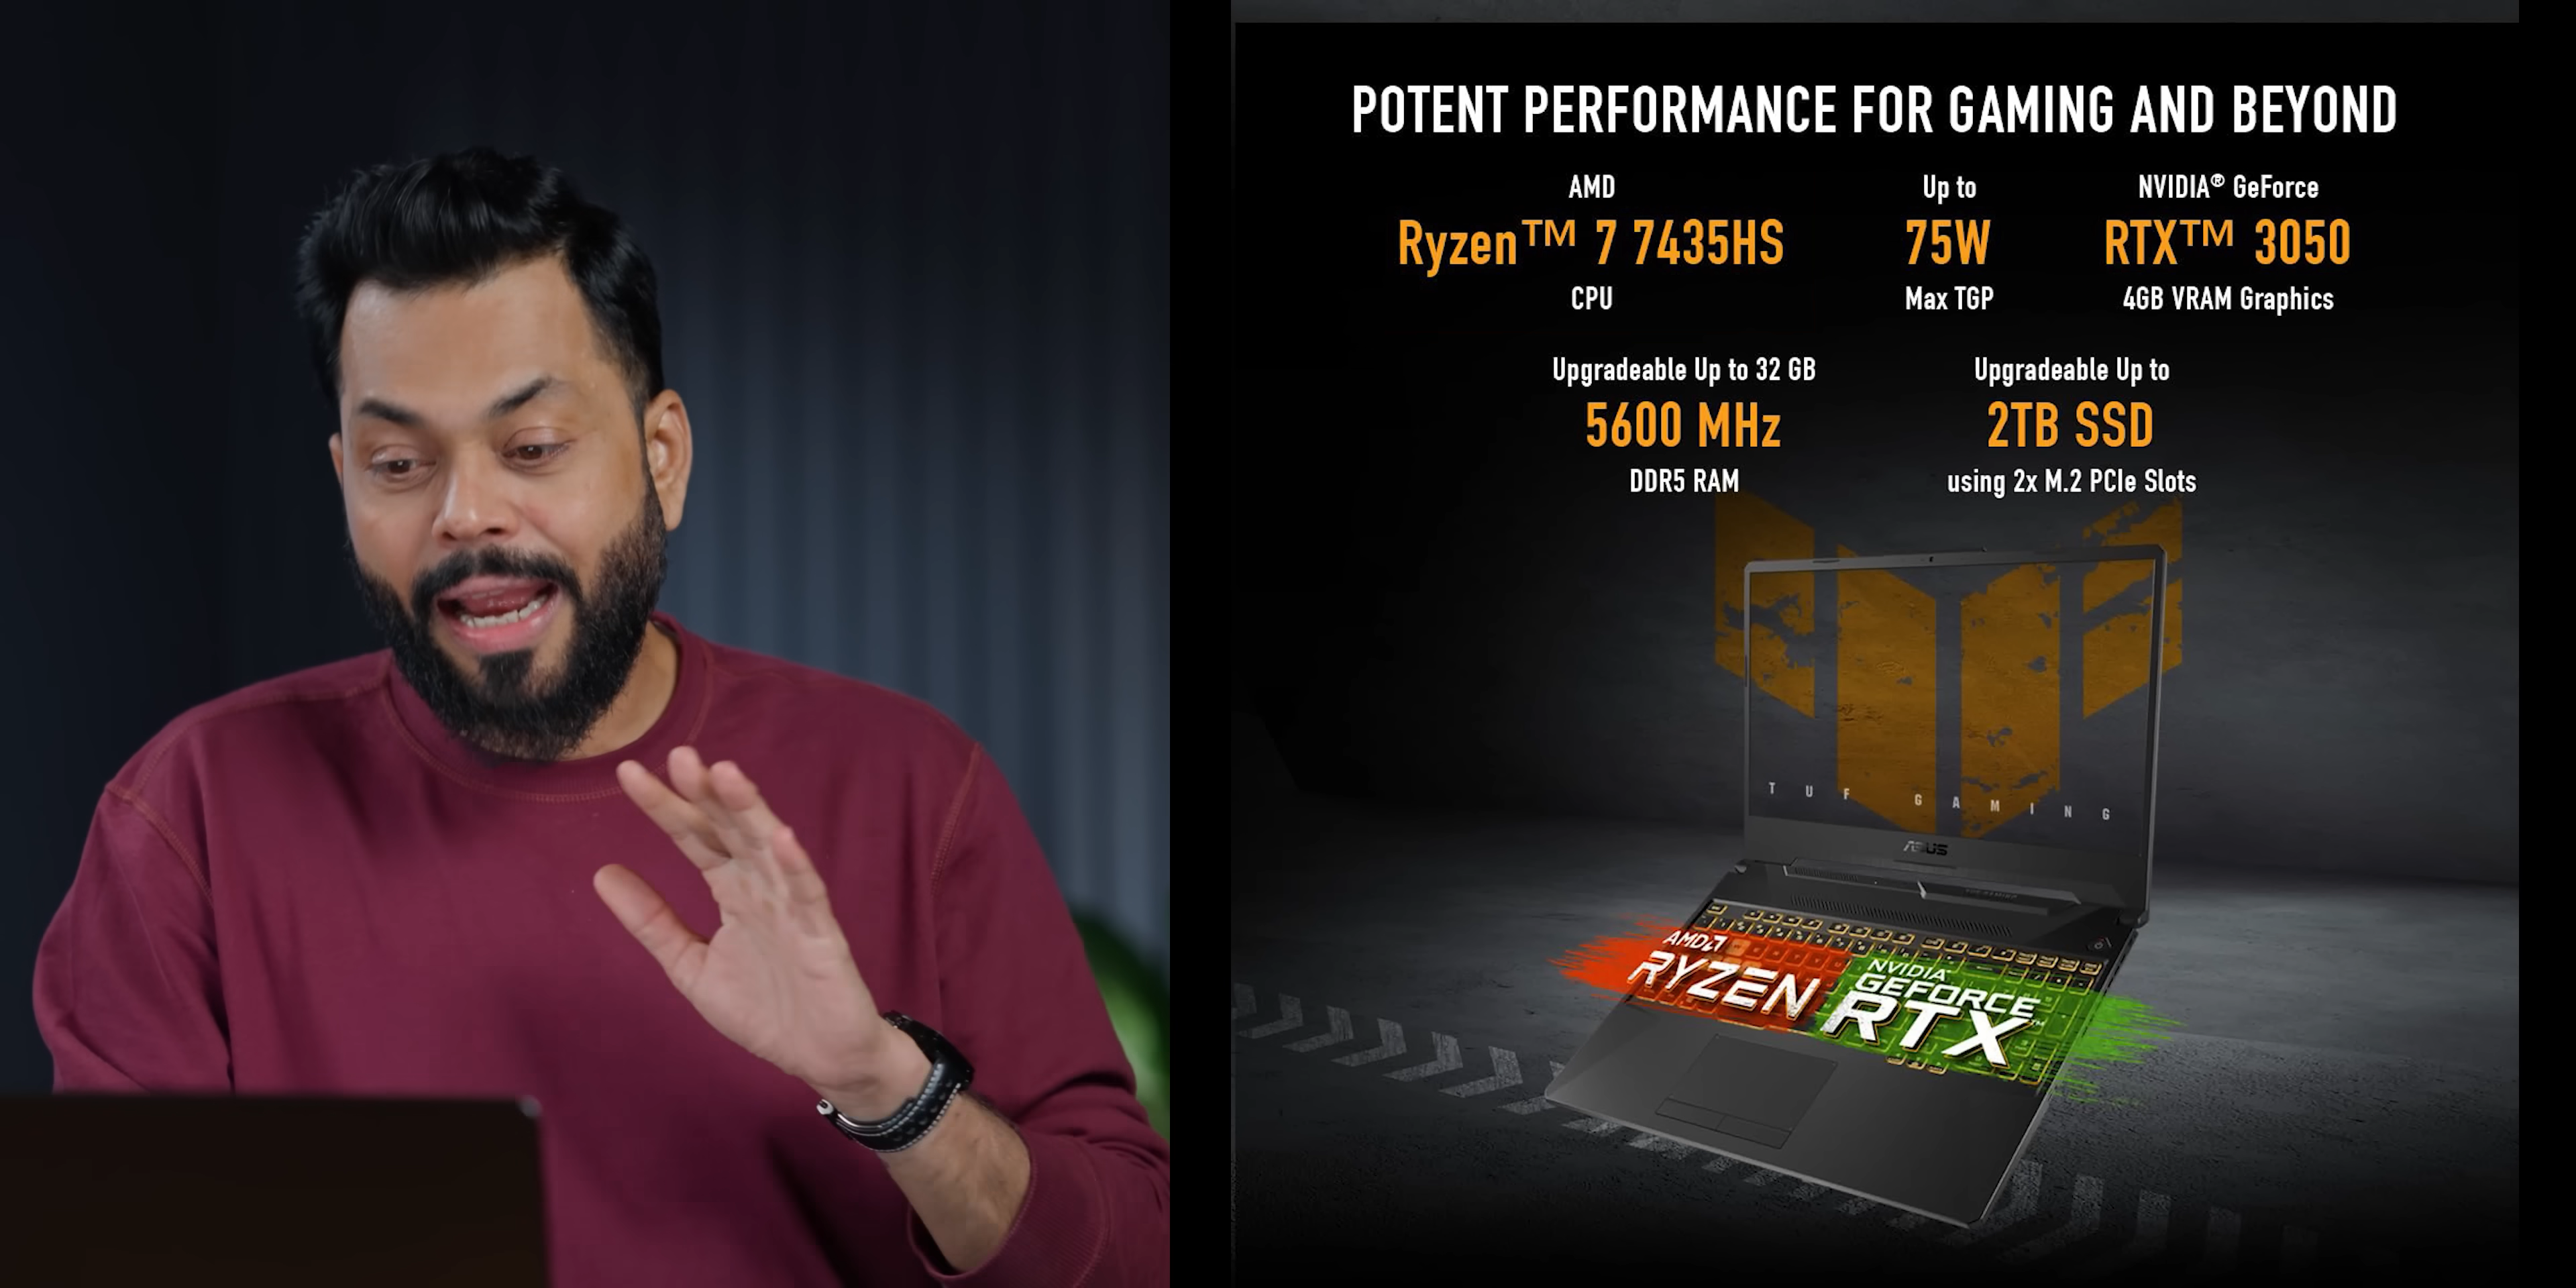 POTENT PERFORMANCE FOR GAMING AND BEYOND
AMD
Ryzen™ 7 7435HS
CPU
Up to
75W
Max TGP
NVIDIA® GeForce
RTX™ 3050
4GB VRAM Graphics
Upgradeable Up to 32 GB
5600 MHz
DDR5 RAM
Upgradeable Up to
2TB SSD
using 2x M.2 PCIe Slots
TUF GAMING
ASUS
AMD
RYZEN
NVIDIA
GEFORCE
RTX™